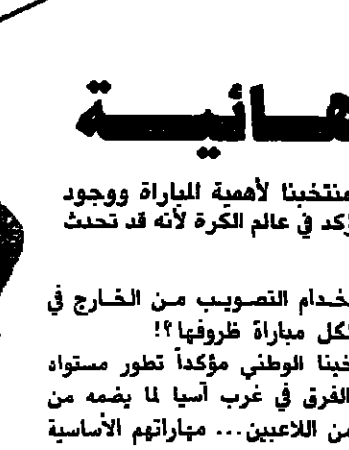 هائية
منتخبنا لأهمية المباراة ووجود
ؤكد في عالم الكرة لأنه قد تحدث
خدام التصويب من الخارج في
لكل مباراة ظروفها؟!
خبنا الوطني مؤكداً تطور مستواه
الفرق في غرب آسيا لما يضمه من
من اللاعبين... مهاراتهم الأساسية